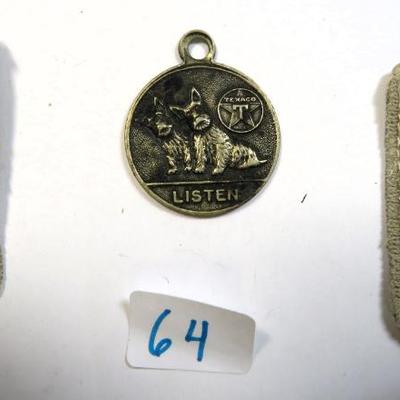 TEXACO
T
LISTEN
64